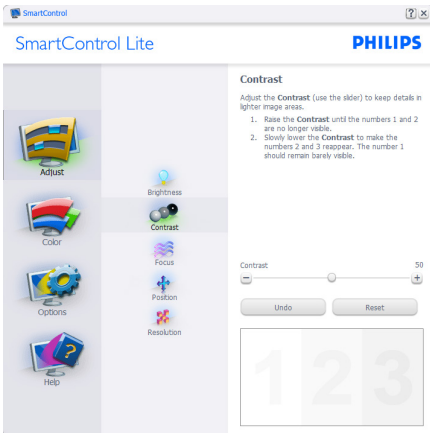 SmartControl
SmartControl Lite
PHILIPS
Adjust
Color
Options
Help
Brightness
Contrast
Focus
Position
Resolution
Contrast
Adjust the Contrast (use the slider) to keep details in
lighter image areas.
1. Raise the Contrast until the numbers 1 and 2
are no longer visible.
2. Slowly lower the Contrast to make the
numbers 2 and 3 reappear. The number 1
should remain barely visible.
Contrast 50
Undo Reset
1 2 3